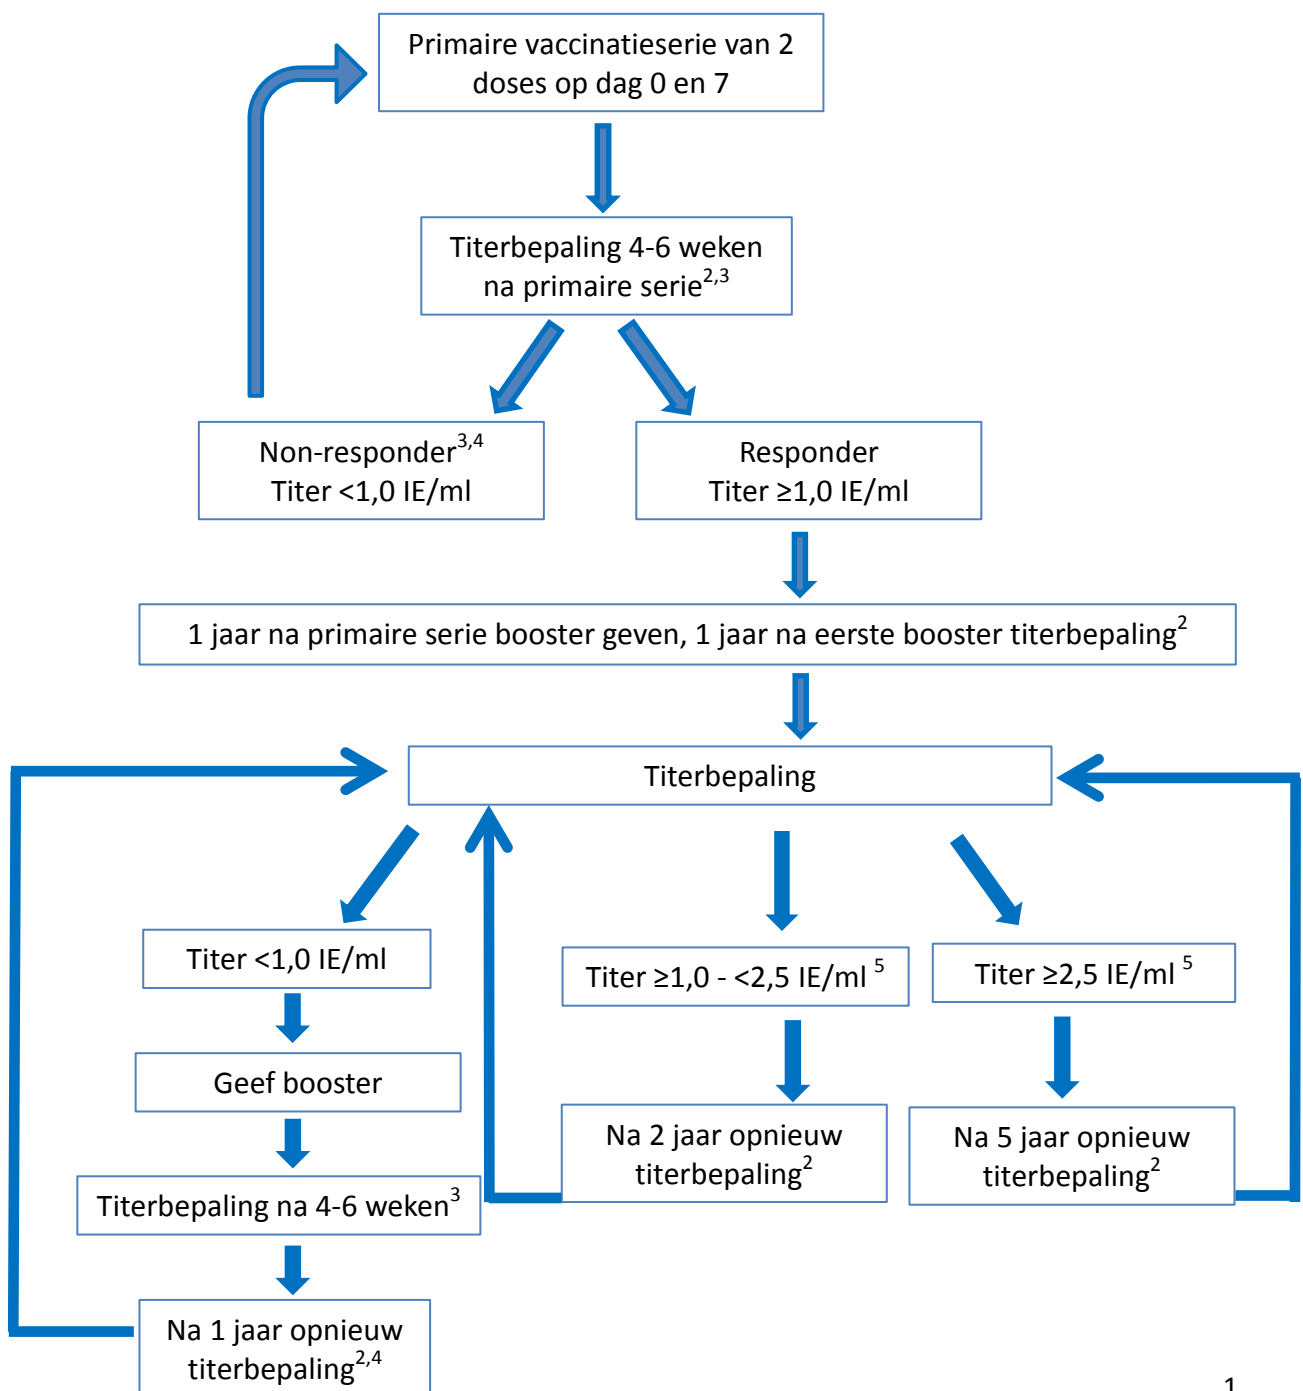 Primaire vaccinatieserie van 2
doses op dag 0 en 7
Titerbepaling 4-6 weken
na primaire serie2,3
Non-responder3,4
Titer <1,0 IE/ml
Responder
Titer ≥1,0 IE/ml
1 jaar na primaire serie booster geven, 1 jaar na eerste booster titerbepaling2
Titerbepaling
Titer <1,0 IE/ml
Titer ≥1,0 - <2,5 IE/ml 5
Titer ≥2,5 IE/ml 5
Geef booster
Na 2 jaar opnieuw
titerbepaling2
Na 5 jaar opnieuw
titerbepaling2
Titerbepaling na 4-6 weken3
Na 1 jaar opnieuw
titerbepaling2,4
1